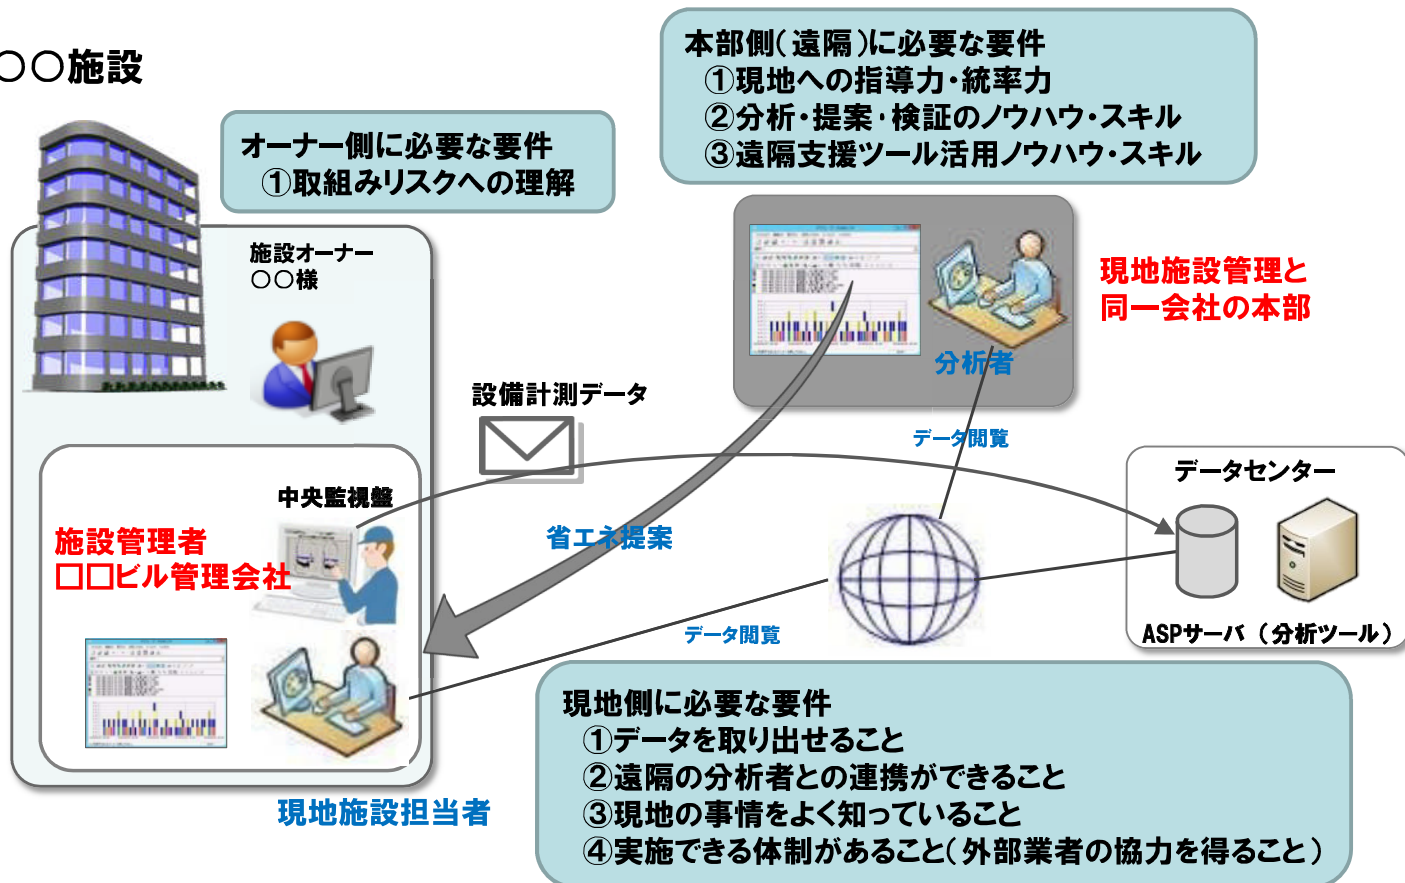 〇〇施設
オーナー側に必要な要件
①取組みリスクへの理解
本部側(遠隔)に必要な要件
①現地への指導力・統率力
②分析・提案・検証のノウハウ・スキル
③遠隔支援ツール活用ノウハウ・スキル
施設オーナー
〇〇様
現地施設管理と
同一会社の本部
分析者
設備計測データ
データ閲覧
データセンター
中央監視盤
施設管理者
□□ビル管理会社
省エネ提案
データ閲覧
ASPサーバ（分析ツール）
現地施設担当者
現地側に必要な要件
①データを取り出せること
②遠隔の分析者との連携ができること
③現地の事情をよく知っていること
④実施できる体制があること(外部業者の協力を得ること)